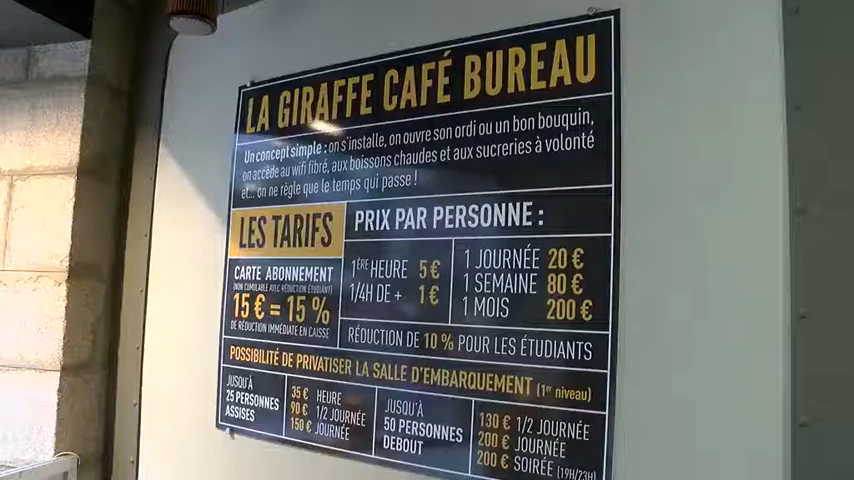 LA GIRAFFE CAFÉ BUREAU
Un concept simple : on s'installe, on ouvre son ordi ou un bon bouquin,
on accède au wifi fibré, aux boissons chaudes et aux sucreries à volonté
et... on ne règle que le temps qui passe !
LES TARIFS
PRIX PAR PERSONNE :
CARTE ABONNEMENT
(NON CUMULABLE AVEC RÉDUCTION ÉTUDIANT)
15 € = 15 %
DE RÉDUCTION IMMÉDIATE EN CAISSE
1ÈRE HEURE 5 €
1/4H DE + 1 €
1 JOURNÉE 20 €
1 SEMAINE 80 €
1 MOIS 200 €
RÉDUCTION DE 10 % POUR LES ÉTUDIANTS
POSSIBILITÉ DE PRIVATISER LA SALLE D'EMBARQUEMENT (1er niveau)
JUSQU'À
25 PERSONNES
ASSISES
35 € HEURE
90 € 1/2 JOURNÉE
150 € JOURNÉE
JUSQU'À
50 PERSONNES
DEBOUT
130 € 1/2 JOURNÉE
200 € JOURNÉE
200 € SOIRÉE (19H/23H)